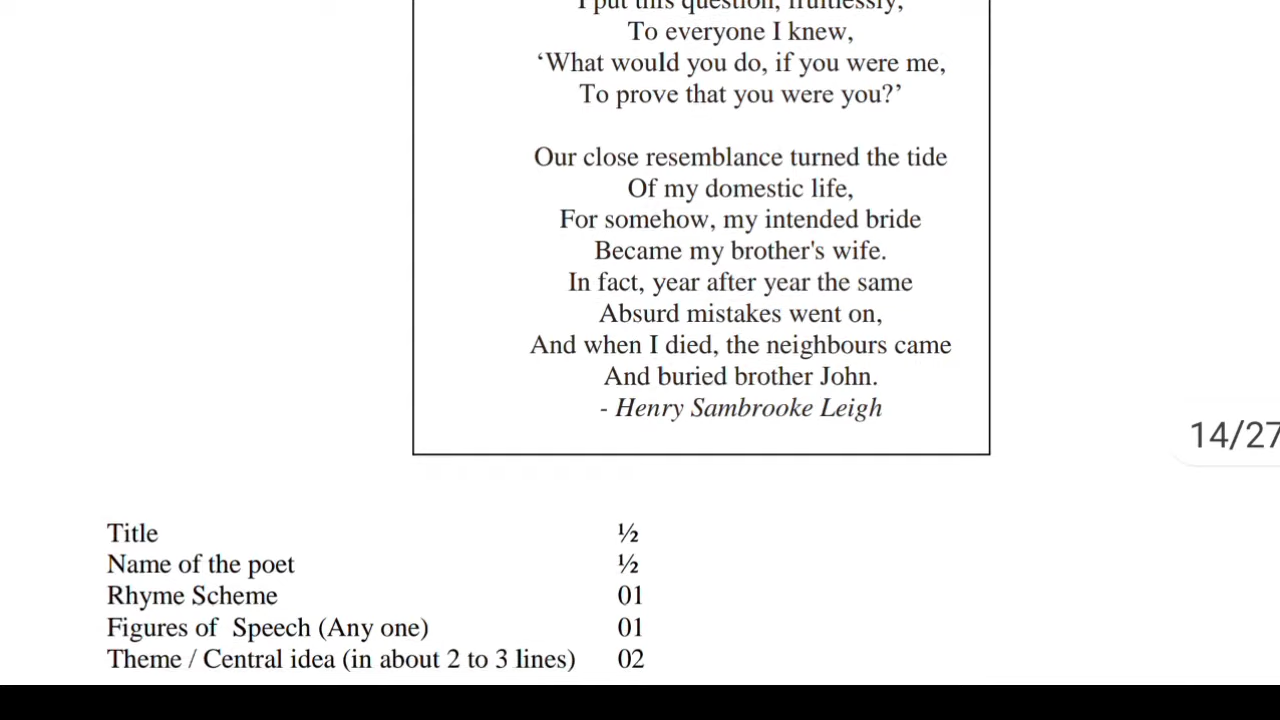 I put this question, fruitlessly,
To everyone I knew,
‘What would you do, if you were me,
To prove that you were you?’
Our close resemblance turned the tide
Of my domestic life,
For somehow, my intended bride
Became my brother's wife.
In fact, year after year the same
Absurd mistakes went on,
And when I died, the neighbours came
And buried brother John.
- Henry Sambrooke Leigh
14/27
Title ½
Name of the poet ½
Rhyme Scheme 01
Figures of Speech (Any one) 01
Theme / Central idea (in about 2 to 3 lines) 02